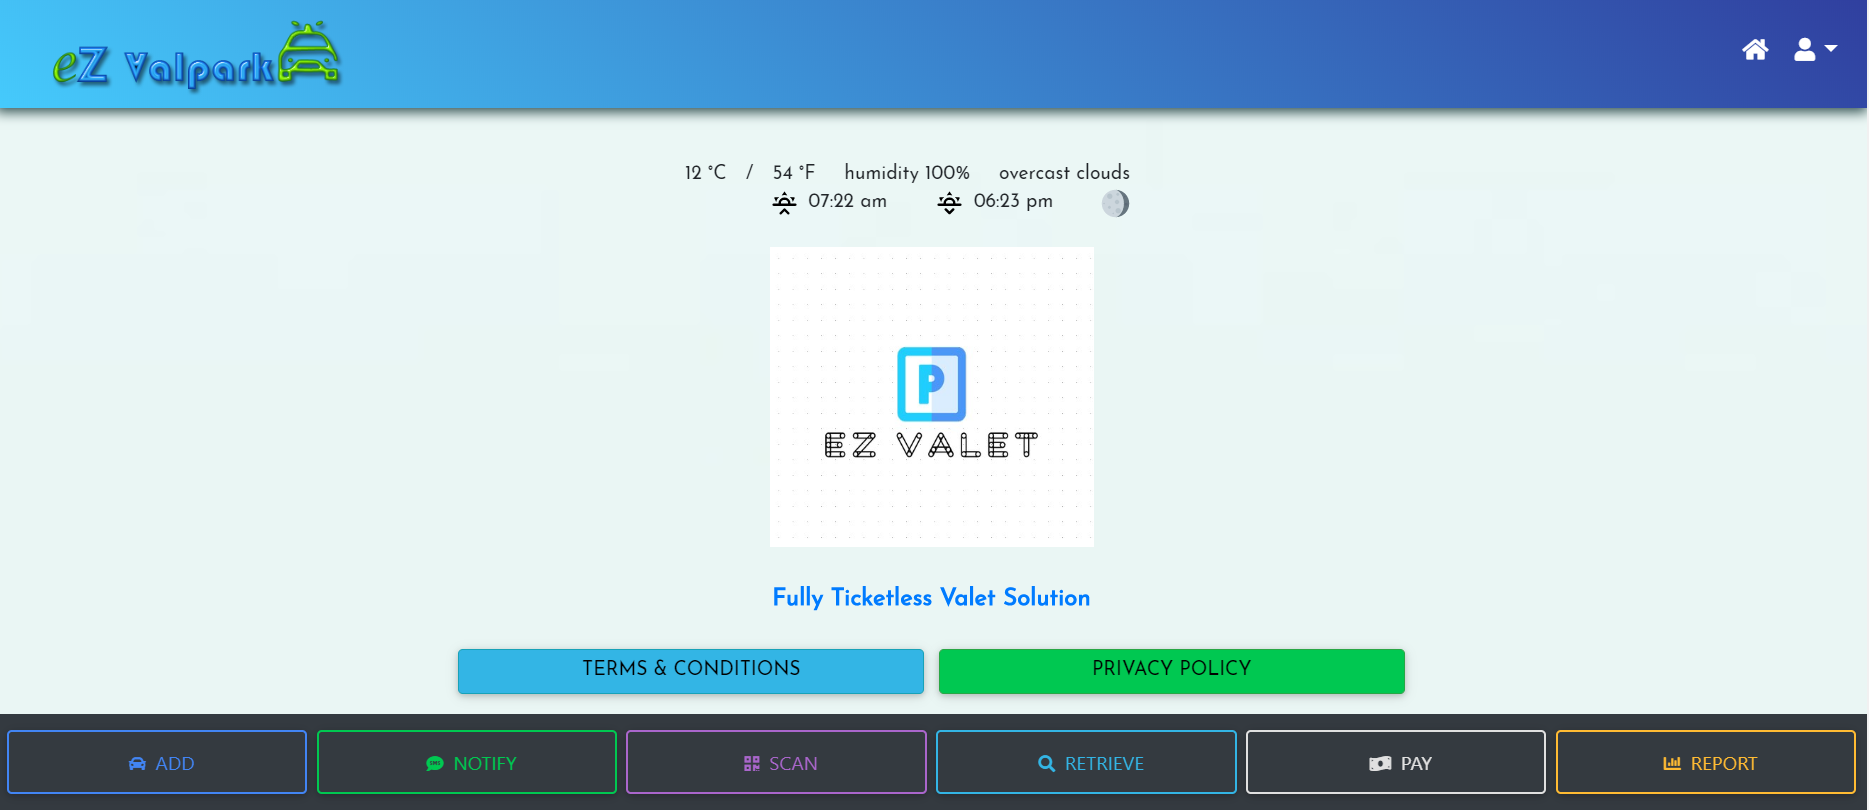 eZ Valpark
12 °C / 54 °F humidity 100% overcast clouds
07:22 am 06:23 pm
P
EZ VALET
Fully Ticketless Valet Solution
TERMS & CONDITIONS PRIVACY POLICY
ADD NOTIFY SCAN RETRIEVE PAY REPORT